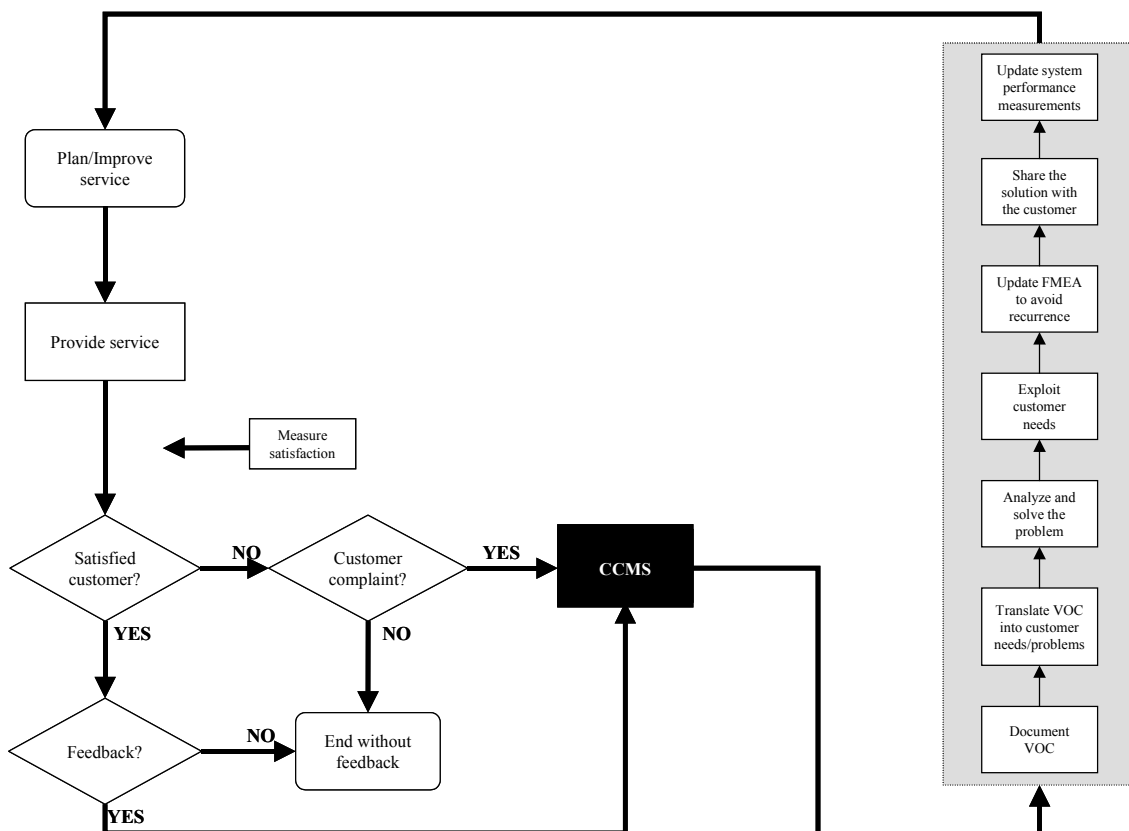 Plan/Improve
service
Provide service
Measure
satisfaction
Satisfied
customer?
NO
Customer
complaint?
YES
CCMS
YES
NO
Feedback?
NO
End without
feedback
YES
Update system
performance
measurements
Share the
solution with
the customer
Update FMEA
to avoid
recurrence
Exploit
customer
needs
Analyze and
solve the
problem
Translate VOC
into customer
needs/problems
Document
VOC